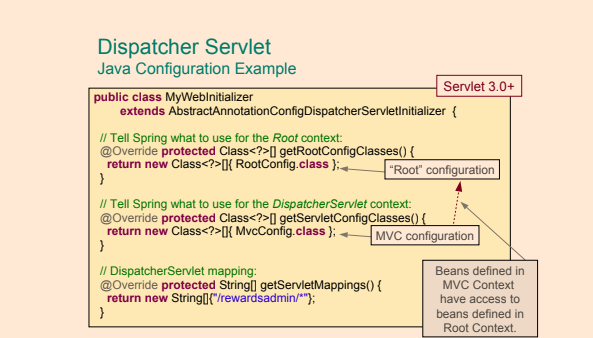 Dispatcher Servlet
Java Configuration Example
Servlet 3.0+
public class MyWebInitializer
extends AbstractAnnotationConfigDispatcherServletInitializer {
// Tell Spring what to use for the Root context:
@Override protected Class<?>[] getRootConfigClasses() {
return new Class<?>[]{ RootConfig.class };
"Root" configuration
}
// Tell Spring what to use for the DispatcherServlet context:
@Override protected Class<?>[] getServletConfigClasses() {
return new Class<?>[]{ MvcConfig.class };
MVC configuration
}
// DispatcherServlet mapping:
@Override protected String[] getServletMappings() {
return new String[]{"/rewardsadmin/*"};
}
Beans defined in
MVC Context
have access to
beans defined in
Root Context.